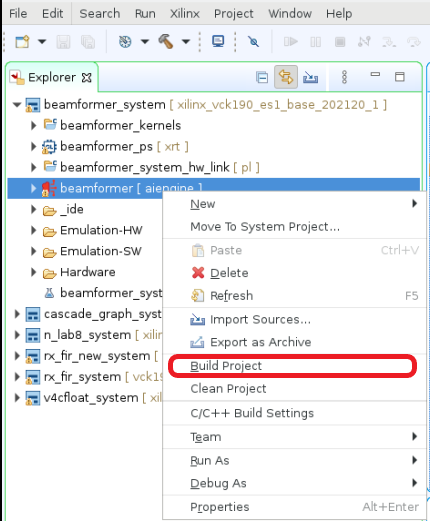 File Edit Search Run Xilinx Project Window Help
Explorer
beamformer_system [ xilinx_vck190_es1_base_202120_1 ]
beamformer_kernels
beamformer_ps [ xrt ]
beamformer_system_hw_link [ pl ]
beamformer [ aiengine ]
_ide
Emulation-HW
Emulation-SW
Hardware
beamformer_syst
cascade_graph_syst
n_lab8_system [ xilin
rx_fir_new_system [
rx_fir_system [ vck19
v4cfloat_system [ xil
New
Move To System Project...
Paste Ctrl+V
Delete
Refresh F5
Import Sources...
Export as Archive
Build Project
Clean Project
C/C++ Build Settings
Team
Run As
Debug As
Properties Alt+Enter